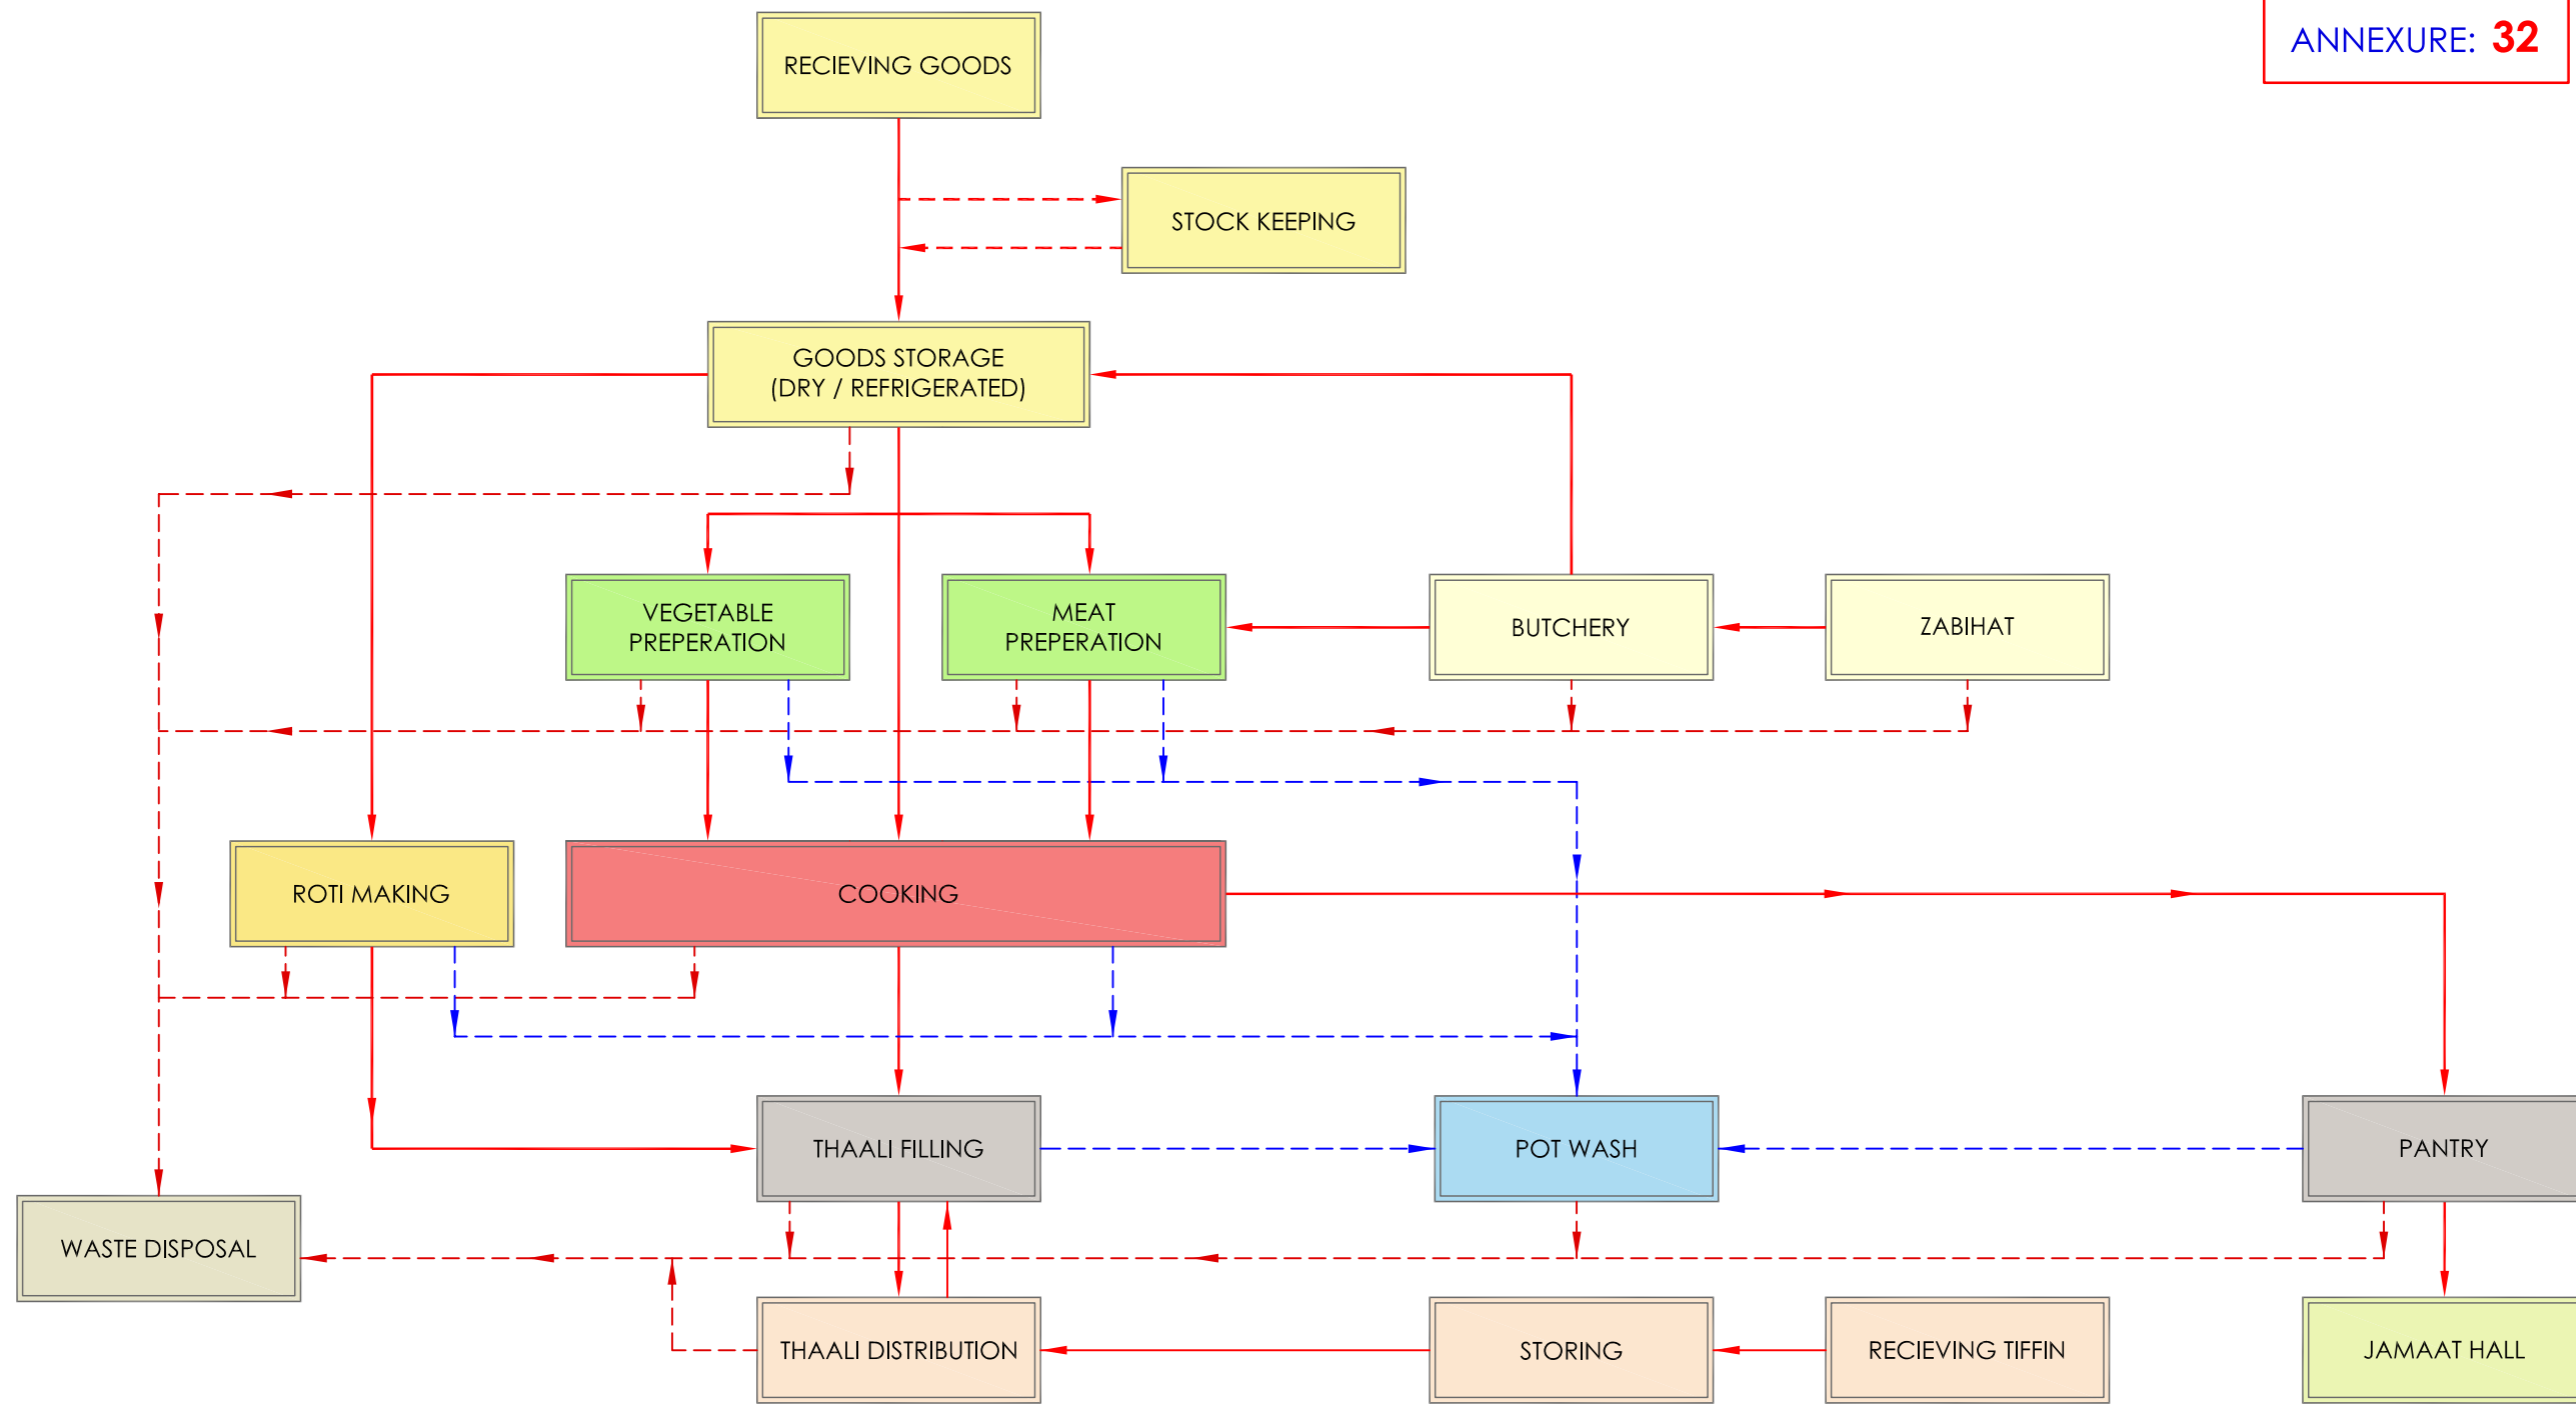 ANNEXURE: 32
RECIEVING GOODS
STOCK KEEPING
GOODS STORAGE
(DRY / REFRIGERATED)
VEGETABLE
PREPERATION
MEAT
PREPERATION
BUTCHERY
ZABIHAT
ROTI MAKING
COOKING
THAALI FILLING
POT WASH
PANTRY
WASTE DISPOSAL
THAALI DISTRIBUTION
STORING
RECIEVING TIFFIN
JAMAAT HALL